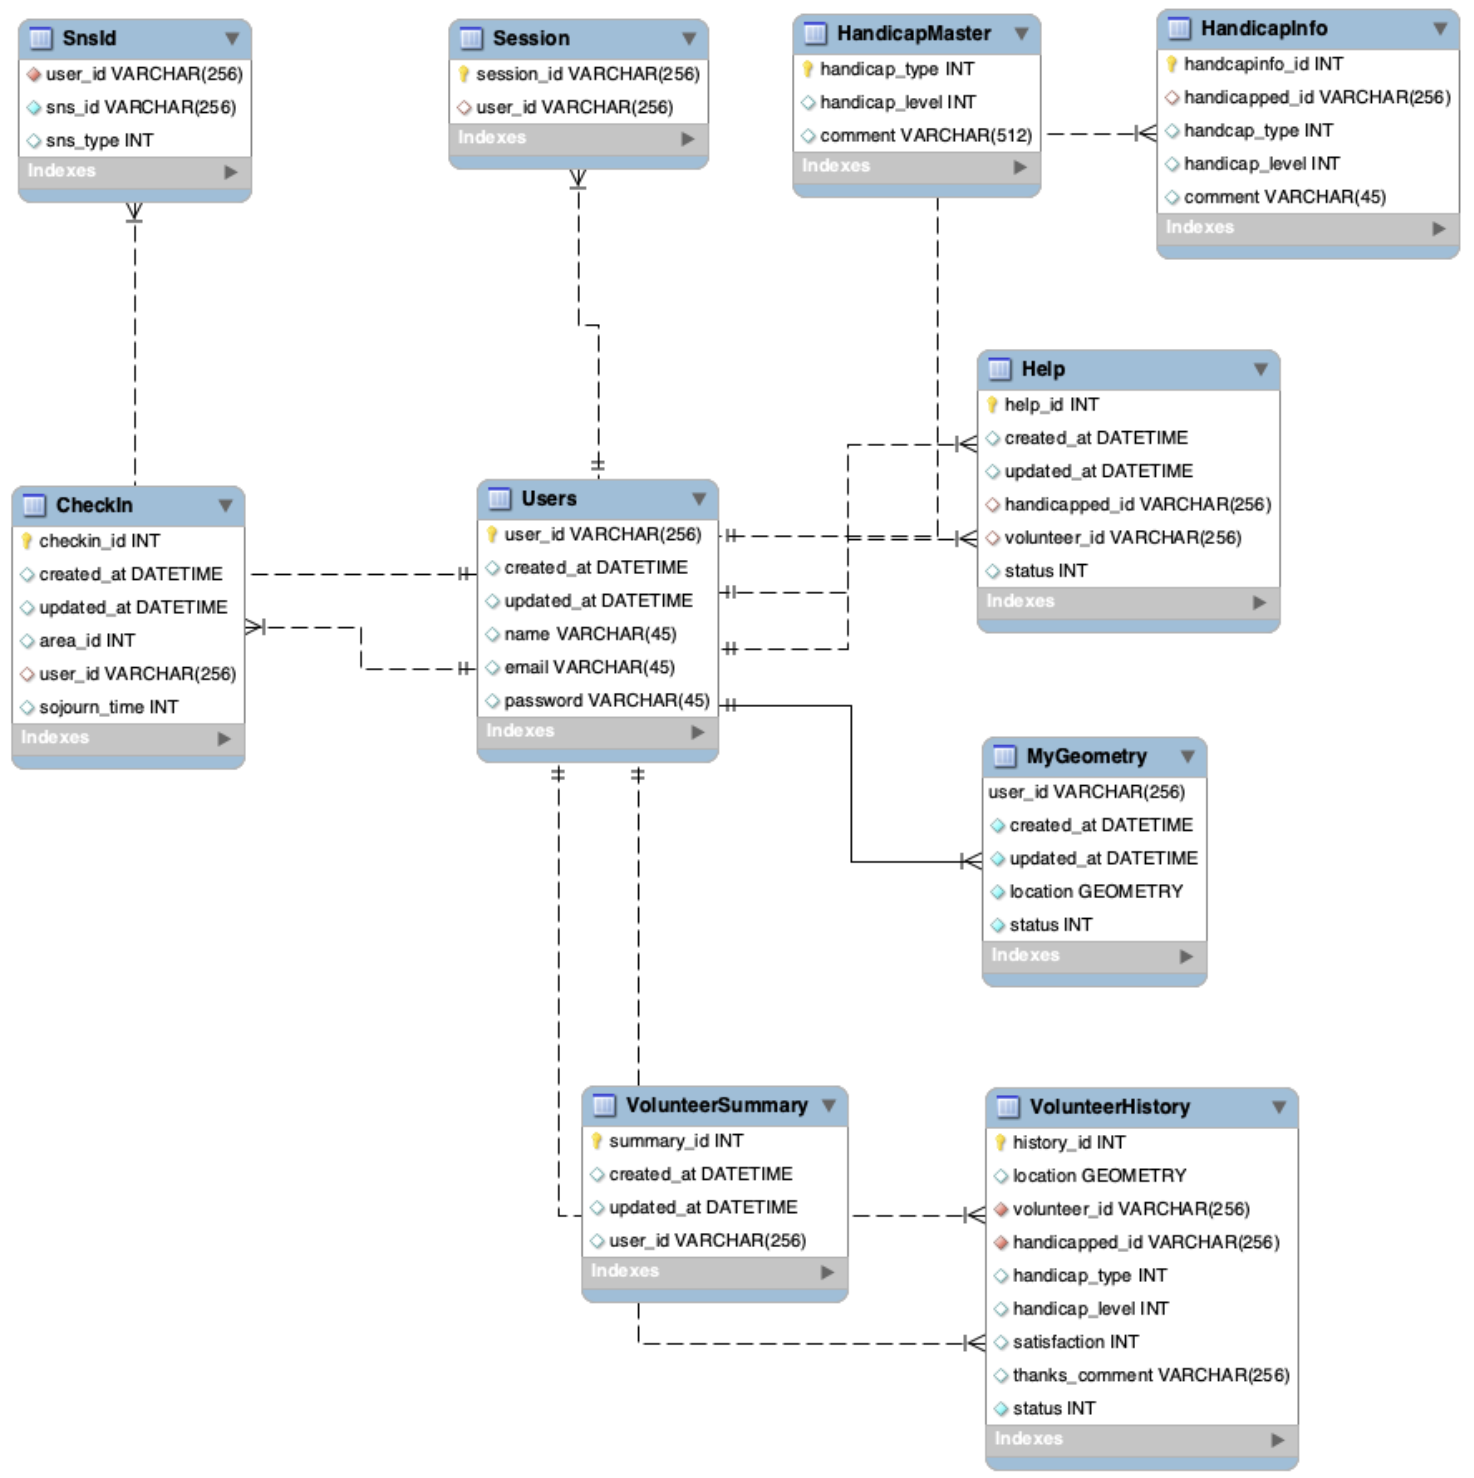 SnsId
user_id VARCHAR(256)
sns_id VARCHAR(256)
sns_type INT
Indexes
Session
session_id VARCHAR(256)
user_id VARCHAR(256)
Indexes
HandicapMaster
handicap_type INT
handicap_level INT
comment VARCHAR(512)
Indexes
HandicapInfo
handcapinfo_id INT
handicapped_id VARCHAR(256)
handcap_type INT
handicap_level INT
comment VARCHAR(45)
Indexes
Help
help_id INT
created_at DATETIME
updated_at DATETIME
handicapped_id VARCHAR(256)
volunteer_id VARCHAR(256)
status INT
Indexes
CheckIn
checkin_id INT
created_at DATETIME
updated_at DATETIME
area_id INT
user_id VARCHAR(256)
sojourn_time INT
Indexes
Users
user_id VARCHAR(256)
created_at DATETIME
updated_at DATETIME
name VARCHAR(45)
email VARCHAR(45)
password VARCHAR(45)
Indexes
MyGeometry
user_id VARCHAR(256)
created_at DATETIME
updated_at DATETIME
location GEOMETRY
status INT
Indexes
VolunteerSummary
summary_id INT
created_at DATETIME
updated_at DATETIME
user_id VARCHAR(256)
Indexes
VolunteerHistory
history_id INT
location GEOMETRY
volunteer_id VARCHAR(256)
handicapped_id VARCHAR(256)
handicap_type INT
handicap_level INT
satisfaction INT
thanks_comment VARCHAR(256)
status INT
Indexes